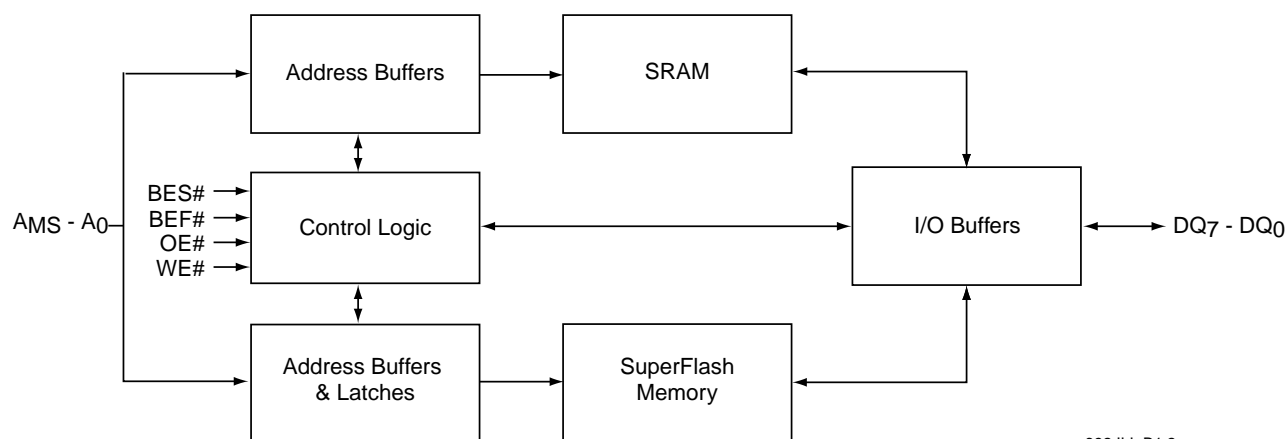 Address Buffers
SRAM
BES#
BEF#
OE#
WE#
Control Logic
AMS - A0
I/O Buffers
DQ7 - DQ0
Address Buffers
& Latches
SuperFlash
Memory